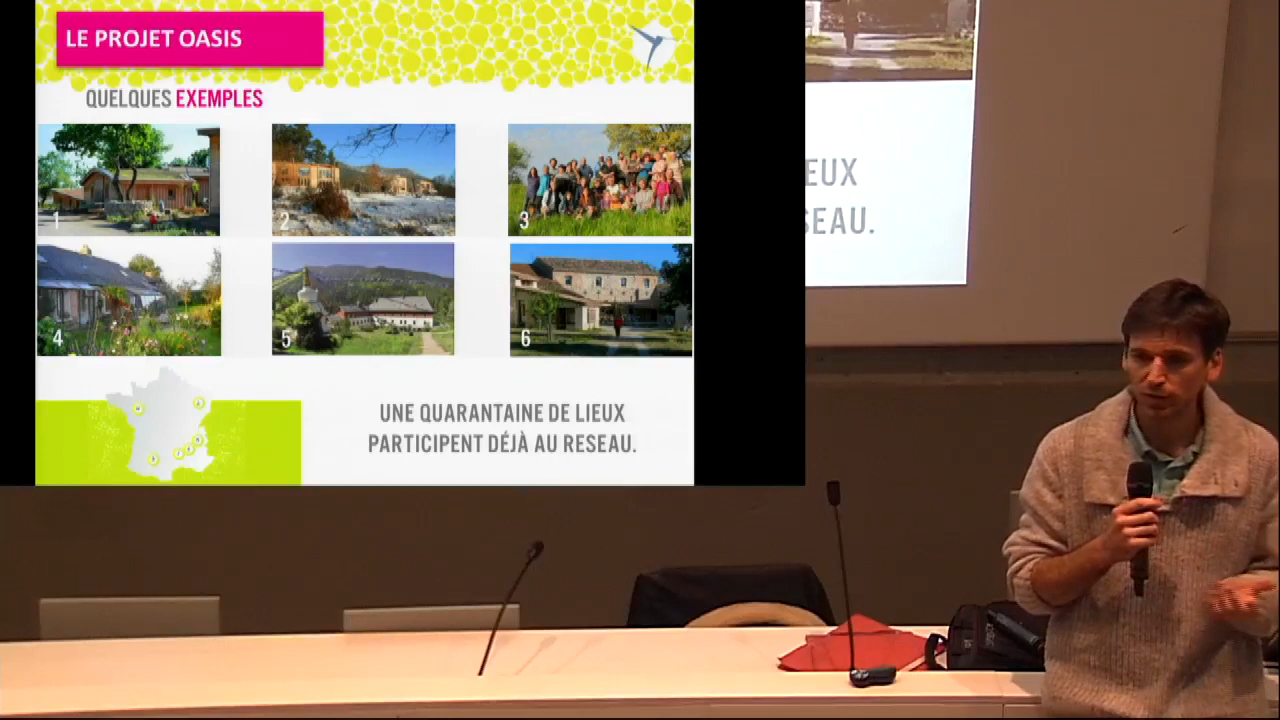 LE PROJET OASIS
QUELQUES EXEMPLES
1
2
3
4
5
6
UNE QUARANTAINE DE LIEUX
PARTICIPENT DÉJÀ AU RESEAU.
EUX
SEAU.